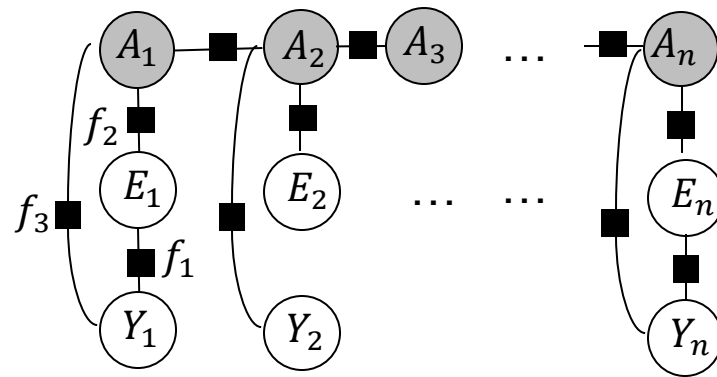 A₁ A₂ A₃ ... Aₙ
f₂
E₁ E₂ ... ... Eₙ
f₃
f₁
Y₁ Y₂ Yₙ